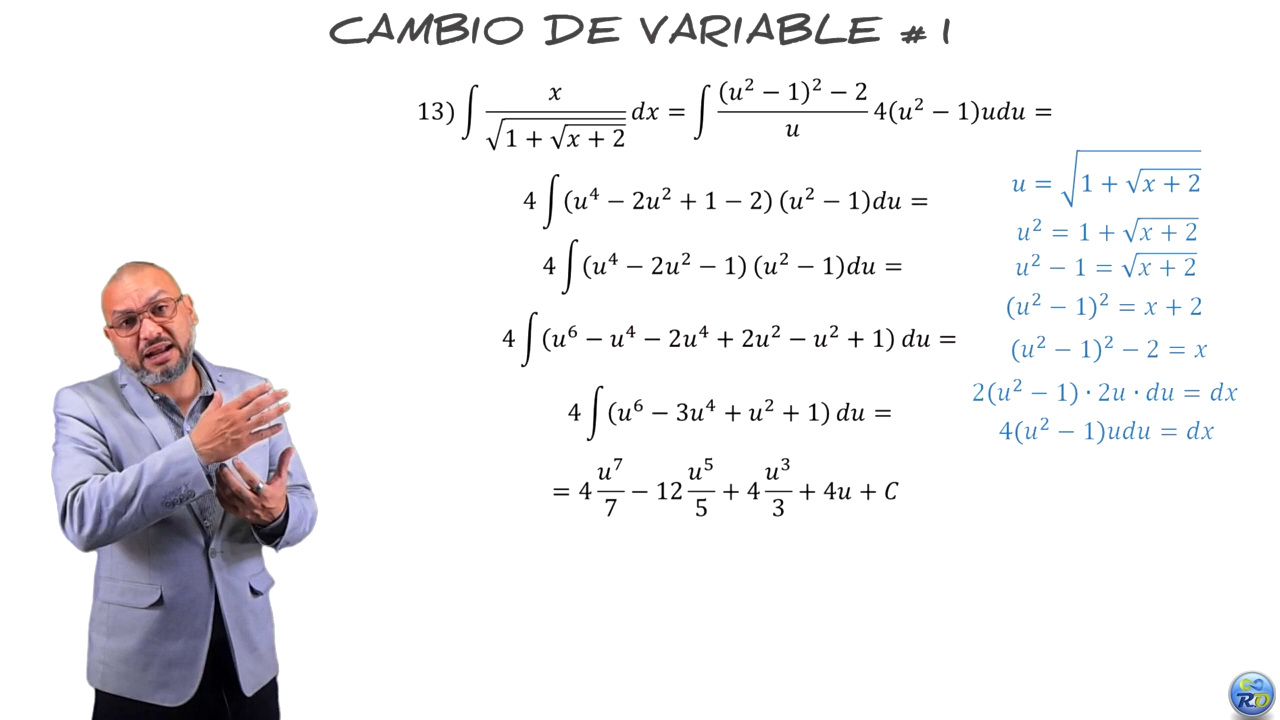 CAMBIO DE VARIABLE # 1
13) ∫ x / √(1 + √(x + 2)) dx = ∫ ((u² − 1)² − 2) / u 4(u² − 1)udu =
4 ∫ (u⁴ − 2u² + 1 − 2) (u² − 1)du =
4 ∫ (u⁴ − 2u² − 1) (u² − 1)du =
4 ∫ (u⁶ − u⁴ − 2u⁴ + 2u² − u² + 1) du =
4 ∫ (u⁶ − 3u⁴ + u² + 1) du =
= 4 u⁷/7 − 12 u⁵/5 + 4 u³/3 + 4u + C
u = √(1 + √(x + 2))
u² = 1 + √(x + 2)
u² − 1 = √(x + 2)
(u² − 1)² = x + 2
(u² − 1)² − 2 = x
2(u² − 1) · 2u · du = dx
4(u² − 1)udu = dx
RD